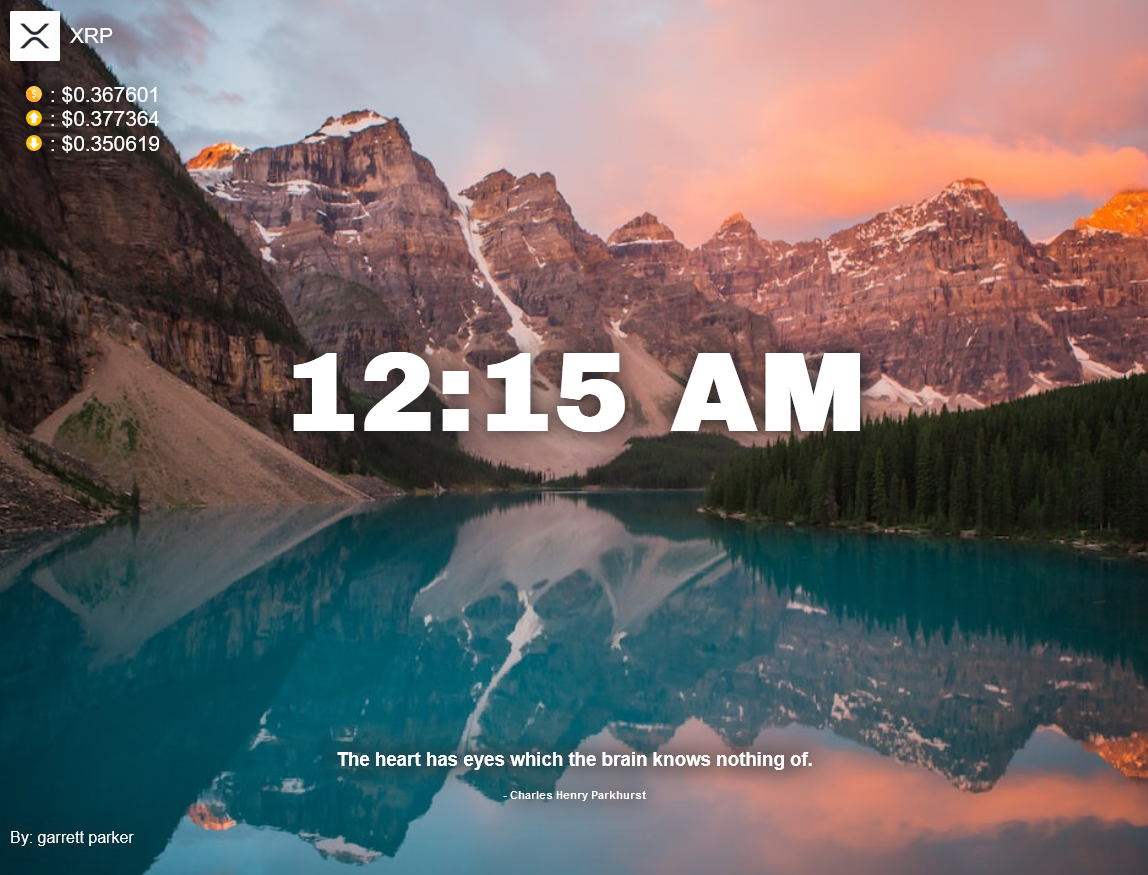 XRP
: $0.367601
: $0.377364
: $0.350619
12:15 AM
The heart has eyes which the brain knows nothing of.
- Charles Henry Parkhurst
By: garrett parker